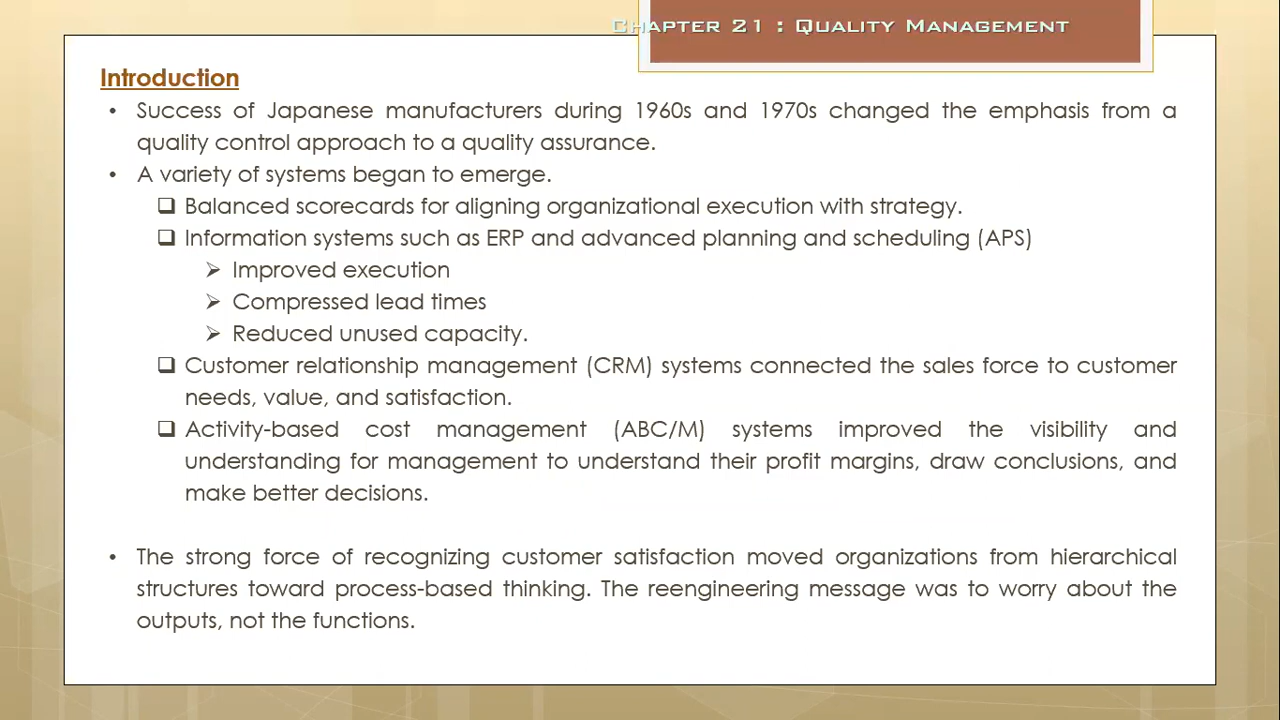 Chapter 21 : Quality Management
Introduction
• Success of Japanese manufacturers during 1960s and 1970s changed the emphasis from a
quality control approach to a quality assurance.
• A variety of systems began to emerge.
❑ Balanced scorecards for aligning organizational execution with strategy.
❑ Information systems such as ERP and advanced planning and scheduling (APS)
➢ Improved execution
➢ Compressed lead times
➢ Reduced unused capacity.
❑ Customer relationship management (CRM) systems connected the sales force to customer
needs, value, and satisfaction.
❑ Activity-based cost management (ABC/M) systems improved the visibility and
understanding for management to understand their profit margins, draw conclusions, and
make better decisions.
• The strong force of recognizing customer satisfaction moved organizations from hierarchical
structures toward process-based thinking. The reengineering message was to worry about the
outputs, not the functions.